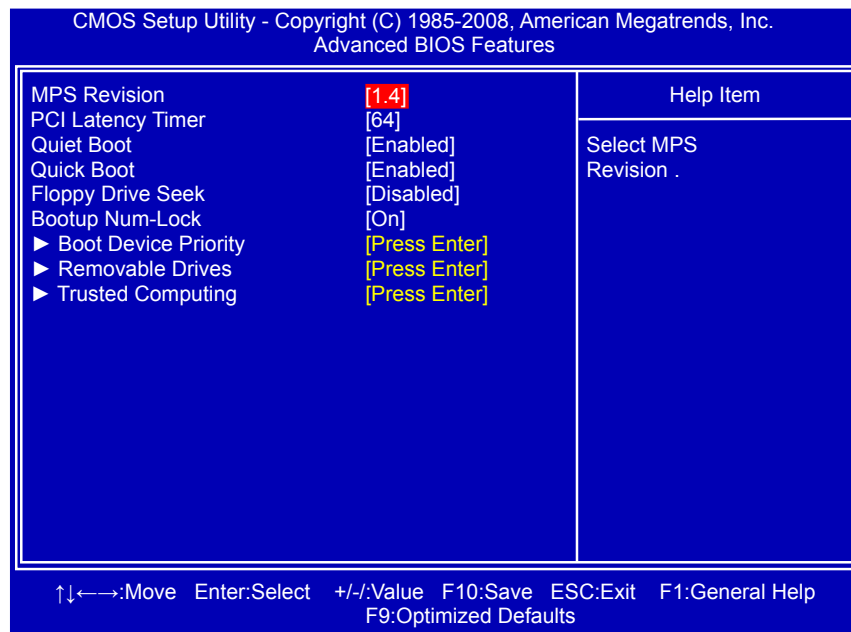 CMOS Setup Utility - Copyright (C) 1985-2008, American Megatrends, Inc.
Advanced BIOS Features
MPS Revision [1.4]
PCI Latency Timer [64]
Quiet Boot [Enabled]
Quick Boot [Enabled]
Floppy Drive Seek [Disabled]
Bootup Num-Lock [On]
► Boot Device Priority [Press Enter]
► Removable Drives [Press Enter]
► Trusted Computing [Press Enter]
Help Item
Select MPS
Revision .
↑↓←→:Move Enter:Select +/-/:Value F10:Save ESC:Exit F1:General Help
F9:Optimized Defaults